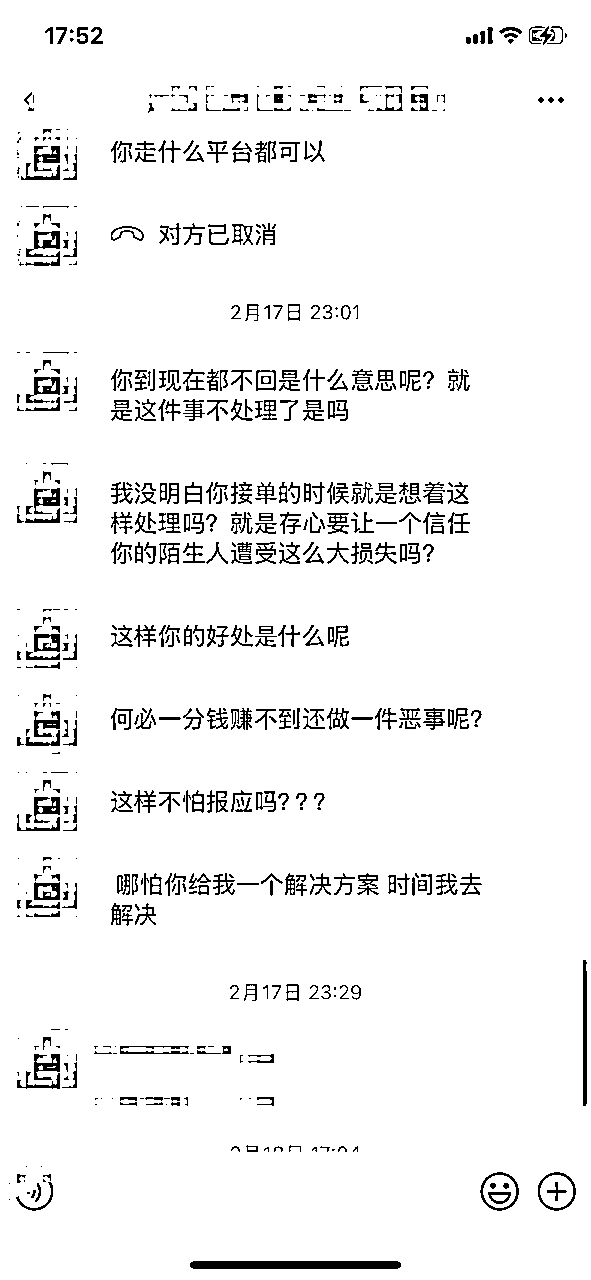 17:52
你走什么平台都可以
对方已取消
2月17日 23:01
你到现在都不回是什么意思呢？就
是这件事不处理了是吗
我没明白你接单的时候就是想着这
样处理吗？就是存心要让一个信任
你的陌生人遭受这么大损失吗？
这样你的好处是什么呢
何必一分钱赚不到还做一件恶事呢？
这样不怕报应吗？？？
哪怕你给我一个解决方案 时间我去
解决
2月17日 23:29